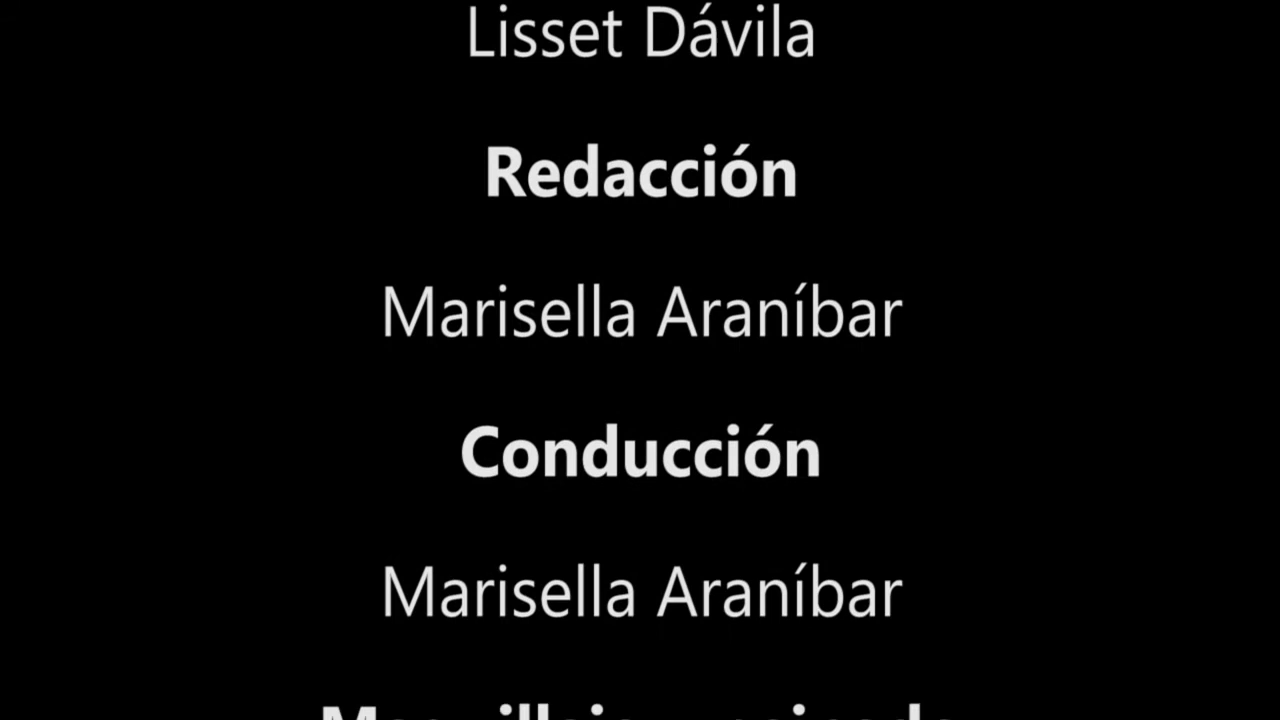 Lisset Dávila
Redacción
Marisella Araníbar
Conducción
Marisella Araníbar